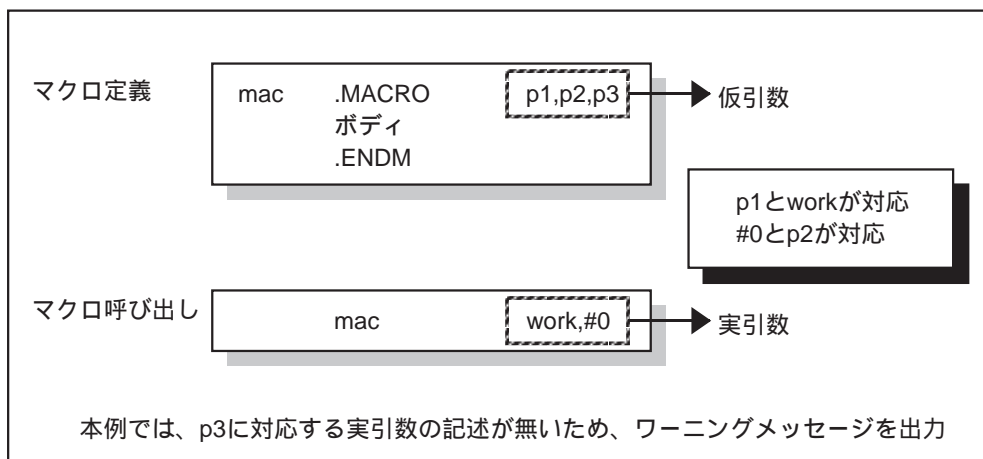 マクロ定義
mac .MACRO p1,p2,p3
ボディ
.ENDM
仮引数
p1とworkが対応
#0とp2が対応
マクロ呼び出し
mac work,#0
実引数
本例では、p3に対応する実引数の記述が無いため、ワーニングメッセージを出力